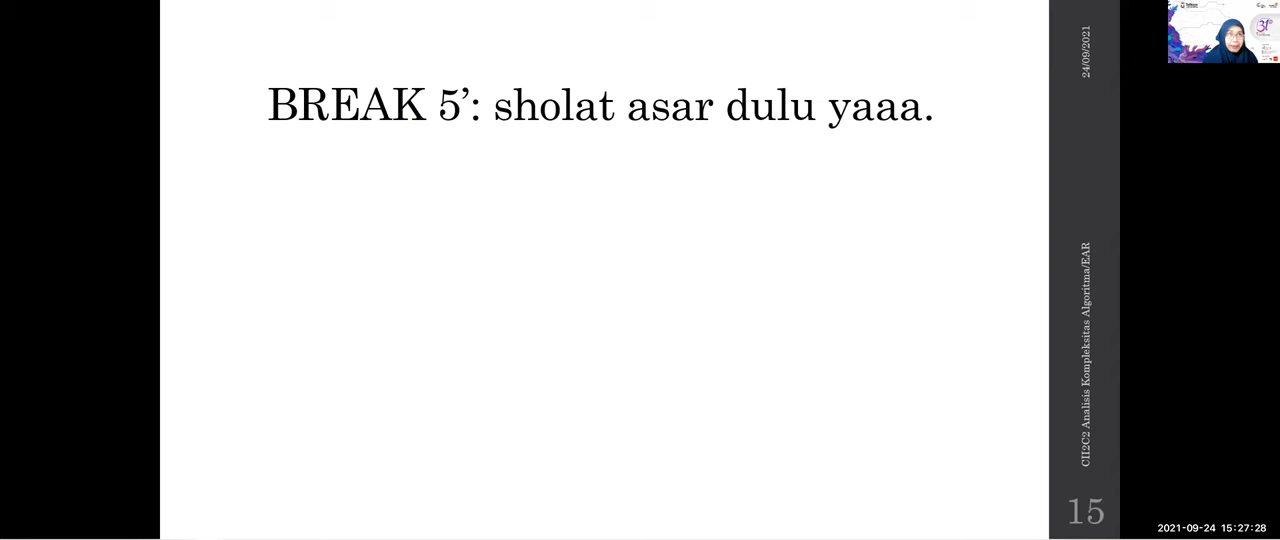 BREAK 5’: sholat asar dulu yaaa.
24/09/2021
CII2C2 Analisis Kompleksitas Algoritma/EAR
15
2021-09-24 15:27:28